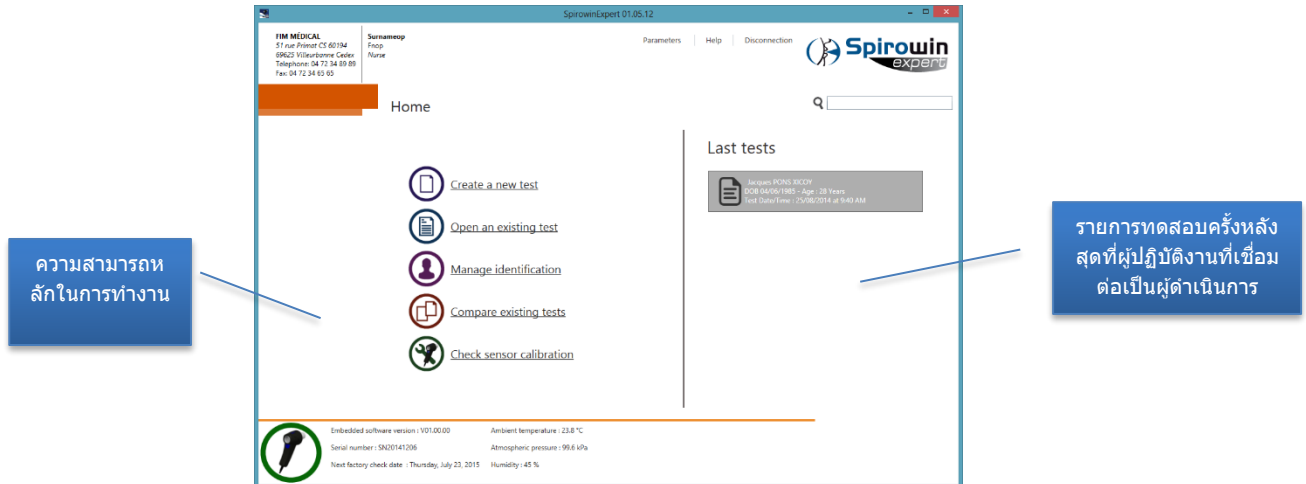 SpirowinExpert 01.05.12
FIM MÉDICAL
51 rue Primat CS 60194
69625 Villeurbanne Cedex
Telephone: 04 72 34 89 89
Fax: 04 72 34 65 65
Surnameop
Fnop
Nurse
Parameters | Help | Disconnection
Spirowin
expert
Home
Last tests
Jacques PONS RICOY
DOB 04/06/1985 - Age : 28 Years
Test Date/Time : 25/08/2014 at 9:40 AM
Create a new test
Open an existing test
Manage identification
Compare existing tests
Check sensor calibration
ความสามารถห
ลักในการทำงาน
รายการทดสอบครั้งหลัง
สุดที่ผู้ปฏิบัติงานที่เชื่อม
ต่อเป็นผู้ดำเนินการ
Embedded software version : V01.00.00
Serial number : SN20141206
Next factory check date : Thursday, July 23, 2015
Ambient temperature : 23.8 °C
Atmospheric pressure : 99.6 kPa
Humidity : 45 %